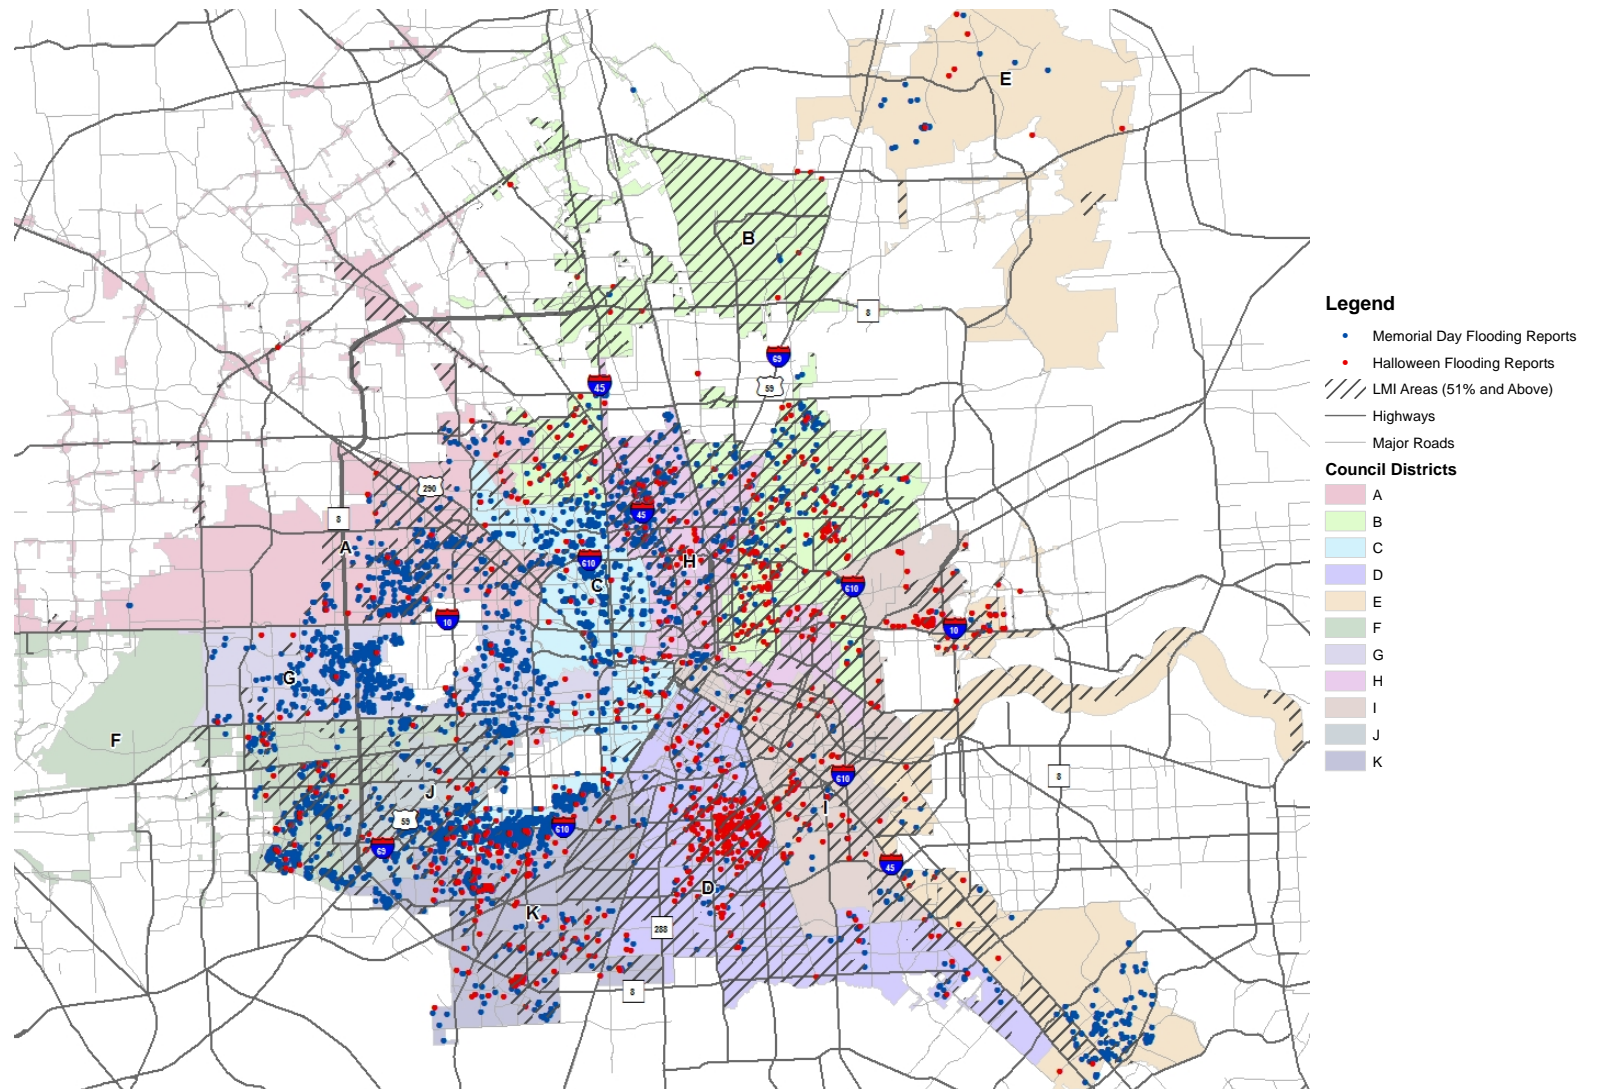 E
B
8
69
59
45
290
8
45
A
H
610
C
610
10
10
G
F
8
610
I
J
59
610
69
45
D
K
288
8
Legend
Memorial Day Flooding Reports
Halloween Flooding Reports
LMI Areas (51% and Above)
Highways
Major Roads
Council Districts
A
B
C
D
E
F
G
H
I
J
K